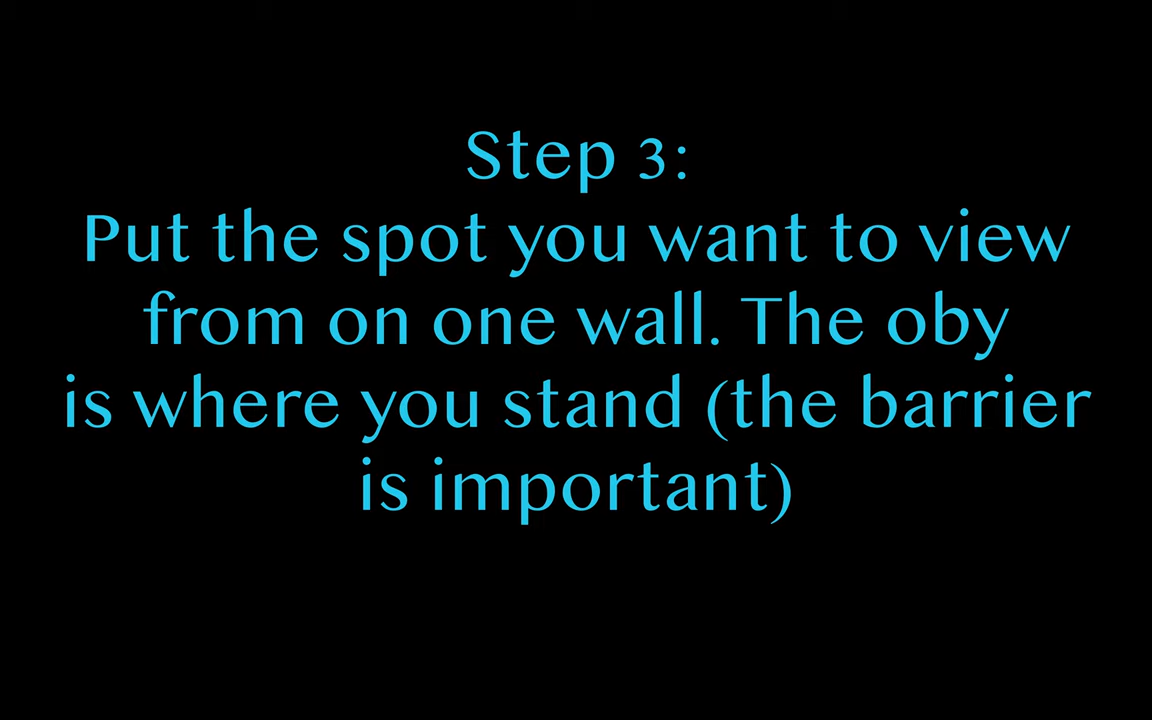 Step 3:
Put the spot you want to view
from on one wall. The oby
is where you stand (the barrier
is important)